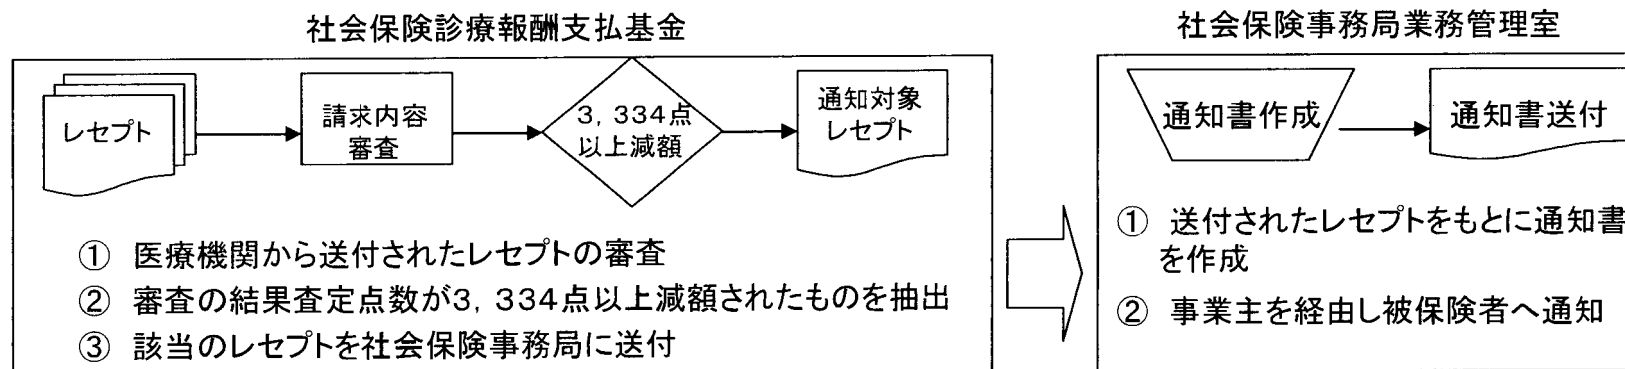 社会保険診療報酬支払基金
レセプト
請求内容
審査
3，334点
以上減額
通知対象
レセプト
① 医療機関から送付されたレセプトの審査
② 審査の結果査定点数が3，334点以上減額されたものを抽出
③ 該当のレセプトを社会保険事務局に送付
社会保険事務局業務管理室
通知書作成
通知書送付
① 送付されたレセプトをもとに通知書
を作成
② 事業主を経由し被保険者へ通知